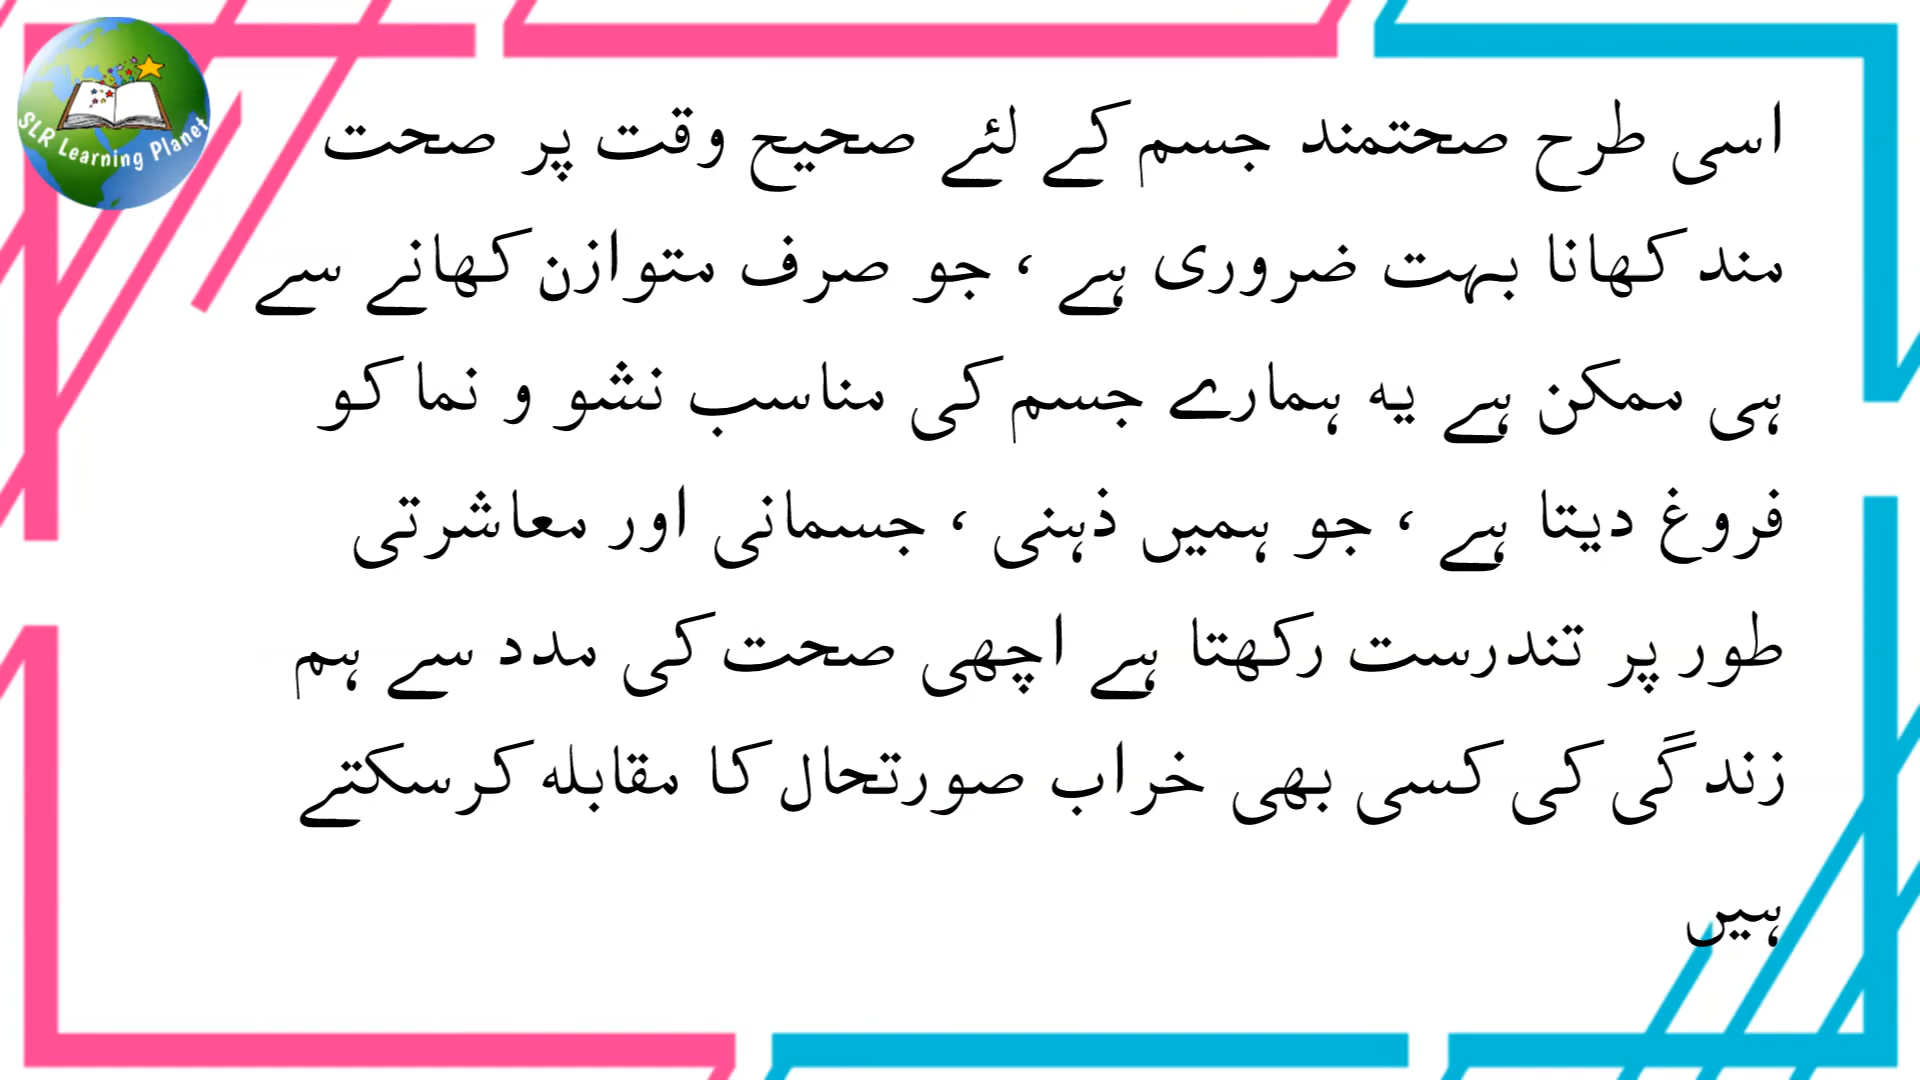 SLR Learning Planet
اسی طرح صحتمند جسم کے لئے صحیح وقت پر صحت
مند کھانا بہت ضروری ہے ، جو صرف متوازن کھانے سے
ہی ممکن ہے یہ ہمارے جسم کی مناسب نشو و نما کو
فروغ دیتا ہے ، جو ہمیں ذہنی ، جسمانی اور معاشرتی
طور پر تندرست رکھتا ہے اچھی صحت کی مدد سے ہم
زندگی کی کسی بھی خراب صورتحال کا مقابلہ کرسکتے
ہیں